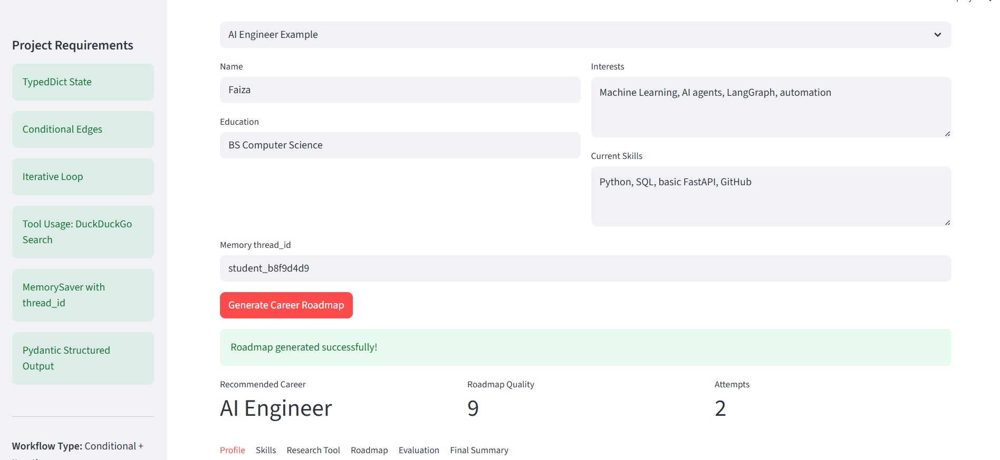 Project Requirements
TypedDict State
Conditional Edges
Iterative Loop
Tool Usage: DuckDuckGo
Search
MemorySaver with
thread_id
Pydantic Structured
Output
Workflow Type: Conditional +
AI Engineer Example
Name
Faiza
Education
BS Computer Science
Interests
Machine Learning, AI agents, LangGraph, automation
Current Skills
Python, SQL, basic FastAPI, GitHub
Memory thread_id
student_b8f9d4d9
Generate Career Roadmap
Roadmap generated successfully!
Recommended Career
AI Engineer
Roadmap Quality
9
Attempts
2
Profile Skills Research Tool Roadmap Evaluation Final Summary